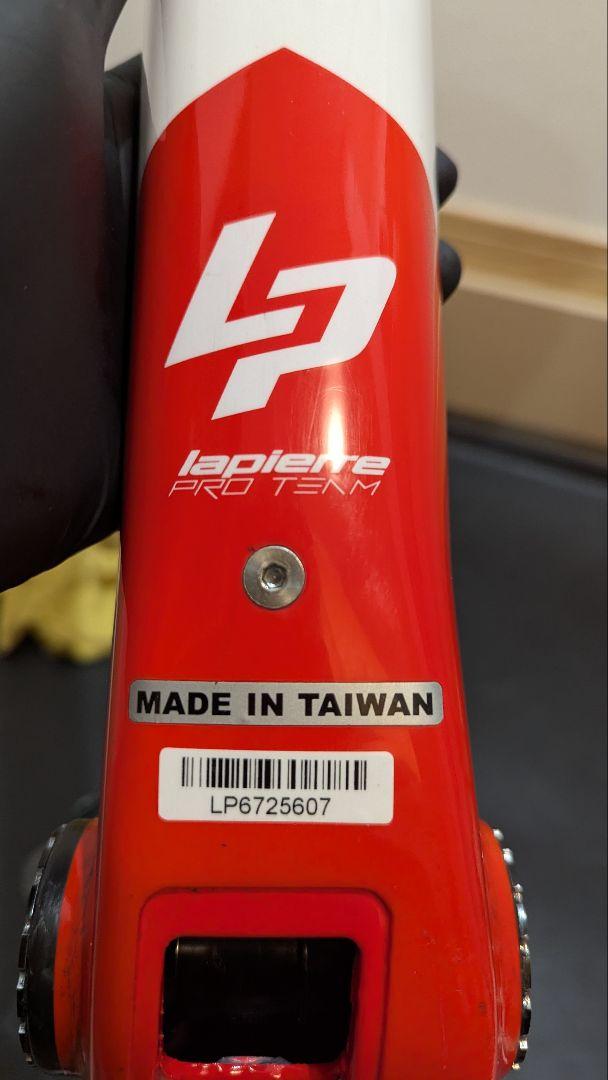 LP
lapierre
PRO TEAM
MADE IN TAIWAN
LP6725607